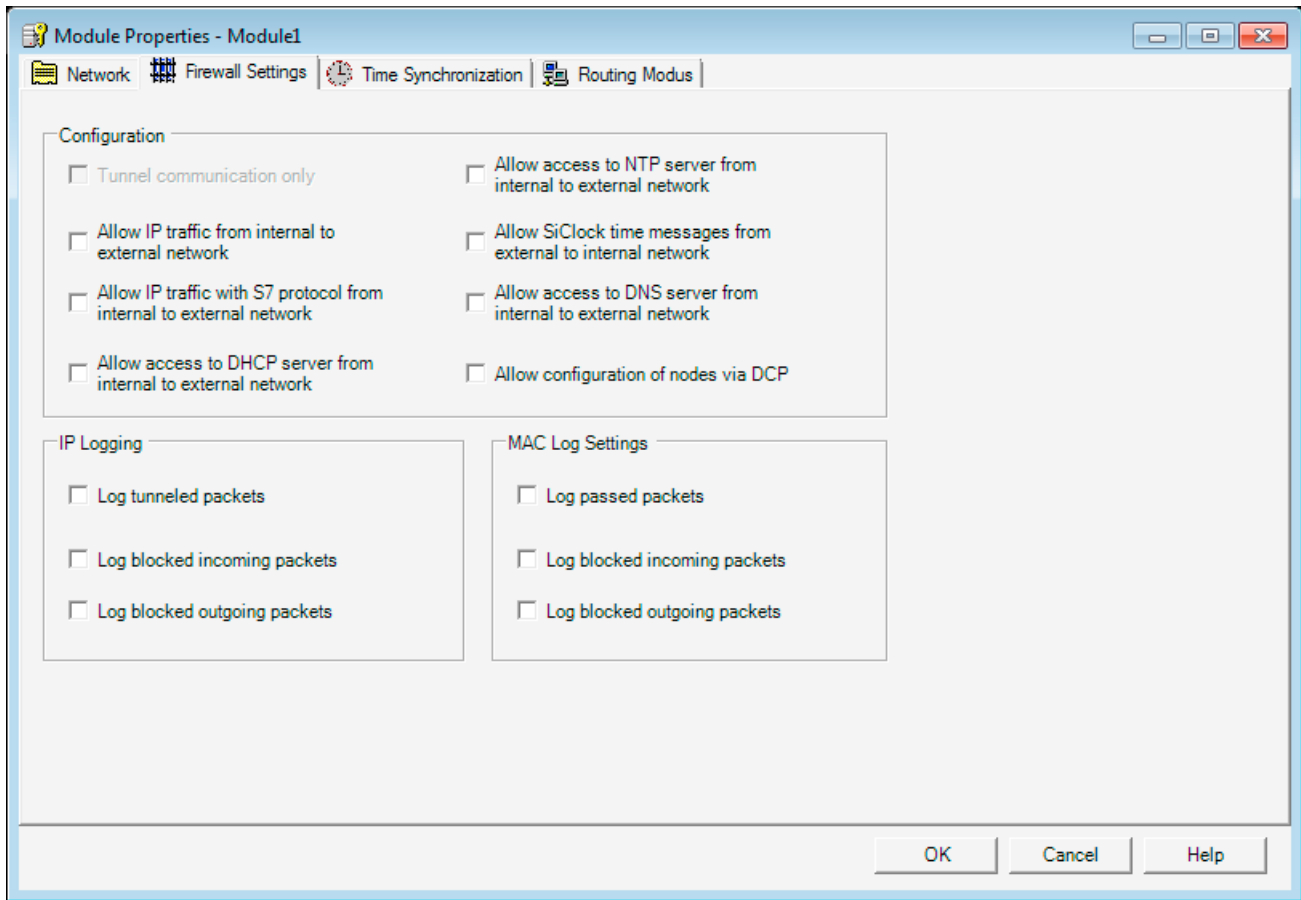 Module Properties - Module1
Network
Firewall Settings
Time Synchronization
Routing Modus
Configuration
Tunnel communication only
Allow access to NTP server from
internal to external network
Allow IP traffic from internal to
external network
Allow SiClock time messages from
external to internal network
Allow IP traffic with S7 protocol from
internal to external network
Allow access to DNS server from
internal to external network
Allow access to DHCP server from
internal to external network
Allow configuration of nodes via DCP
IP Logging
Log tunneled packets
Log blocked incoming packets
Log blocked outgoing packets
MAC Log Settings
Log passed packets
Log blocked incoming packets
Log blocked outgoing packets
OK
Cancel
Help